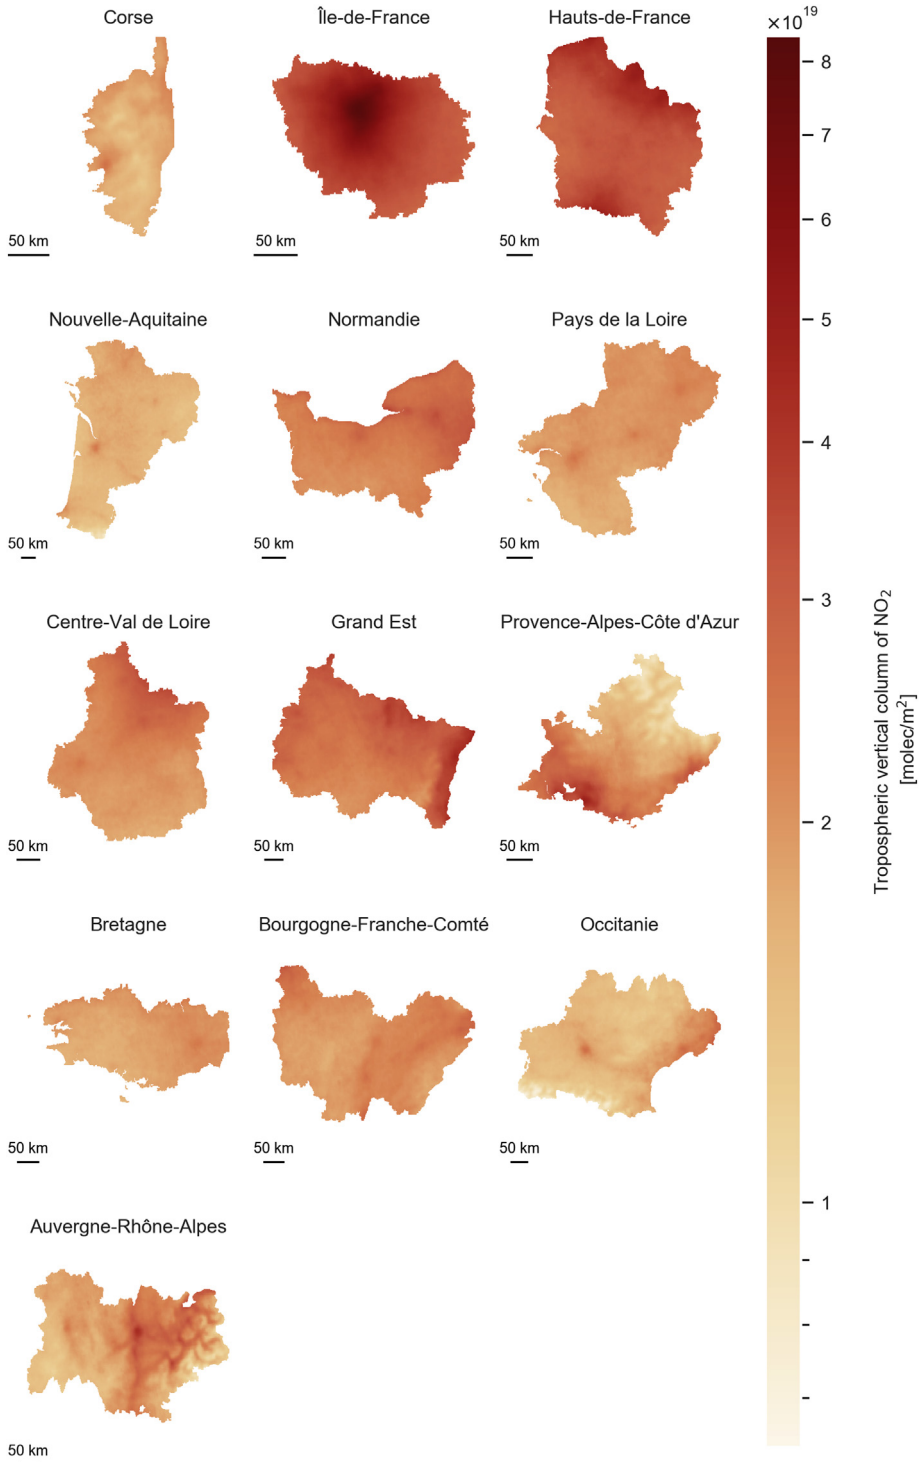 Corse
Île-de-France
Hauts-de-France
×10¹⁹
50 km
50 km
50 km
Nouvelle-Aquitaine
Normandie
Pays de la Loire
50 km
50 km
50 km
Centre-Val de Loire
Grand Est
Provence-Alpes-Côte d'Azur
50 km
50 km
50 km
Bretagne
Bourgogne-Franche-Comté
Occitanie
50 km
50 km
50 km
Auvergne-Rhône-Alpes
50 km
8
7
6
5
4
3
2
1
Tropospheric vertical column of NO₂
[molec/m²]